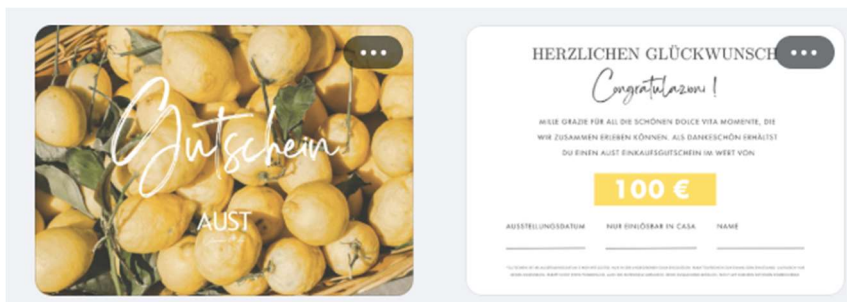 Gutschein
AUST
HERZLICHEN GLÜCKWUNSCH
Congratulazioni !
MILLE GRAZIE FÜR ALL DIE SCHÖNEN DOLCE VITA MOMENTE, DIE
WIR ZUSAMMEN ERLEBEN KÖNNEN. ALS DANKESCHÖN ERHÄLTST
DU EINEN AUST EINKAUFSGUTSCHEIN IM WERT VON
100 €
AUSSTELLUNGSDATUM NUR EINLÖSBAR IN CASA NAME